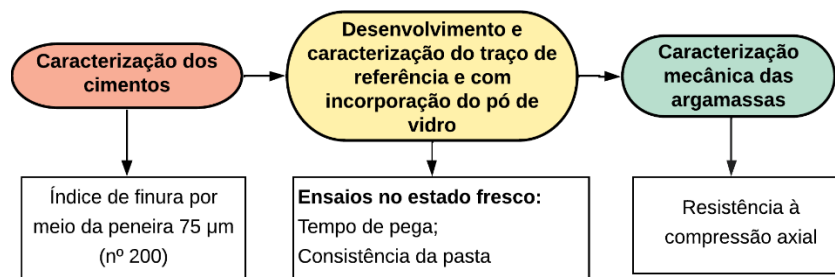 Caracterização dos
cimentos
Desenvolvimento e
caracterização do traço de
referência e com
incorporação do pó de
vidro
Caracterização
mecânica das
argamassas
Índice de finura por
meio da peneira 75 μm
(nº 200)
Ensaios no estado fresco:
Tempo de pega;
Consistência da pasta
Resistência à
compressão axial